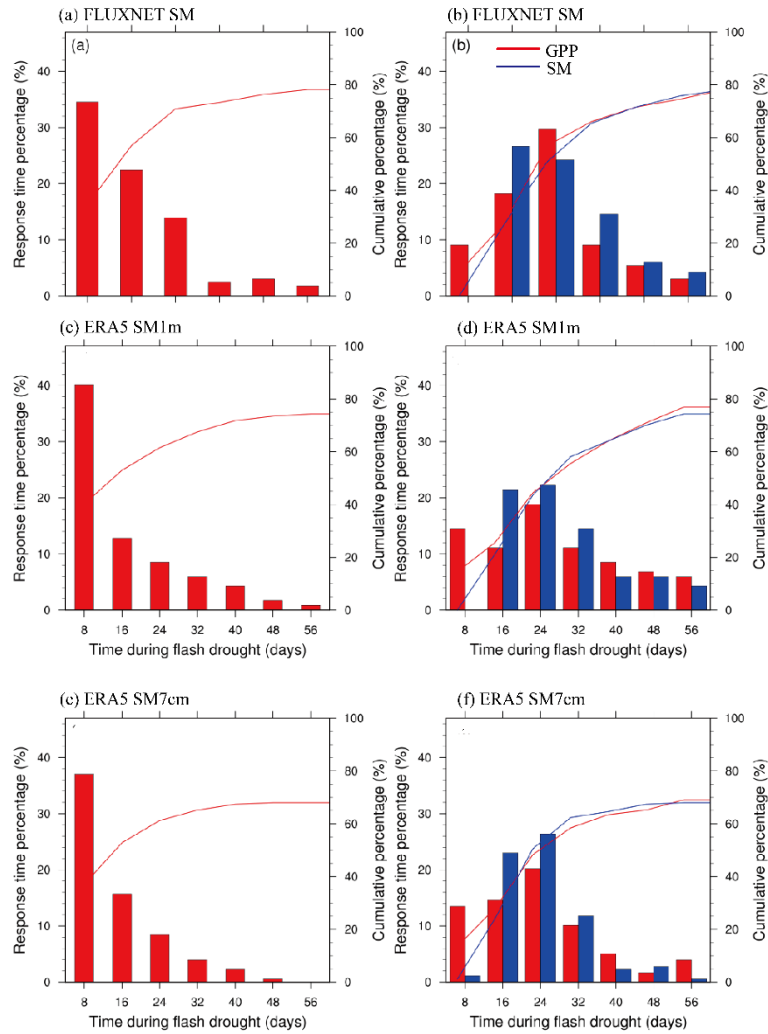 (a) FLUXNET SM
(b) FLUXNET SM
(a)
(b)
GPP
SM
Response time percentage (%)
40
30
20
10
0
Cumulative percentage (%)
100
80
60
40
20
0
Response time percentage (%)
40
30
20
10
0
Cumulative percentage (%)
100
80
60
40
20
0
(c) ERA5 SM1m
(d) ERA5 SM1m
Response time percentage (%)
40
30
20
10
0
Cumulative percentage (%)
100
80
60
40
20
0
8 16 24 32 40 48 56
Time during flash drought (days)
Response time percentage (%)
40
30
20
10
0
Cumulative percentage (%)
100
80
60
40
20
0
8 16 24 32 40 48 56
Time during flash drought (days)
(e) ERA5 SM7cm
(f) ERA5 SM7cm
Response time percentage (%)
40
30
20
10
0
Cumulative percentage (%)
100
80
60
40
20
0
8 16 24 32 40 48 56
Time during flash drought (days)
Response time percentage (%)
40
30
20
10
0
Cumulative percentage (%)
100
80
60
40
20
0
8 16 24 32 40 48 56
Time during flash drought (days)